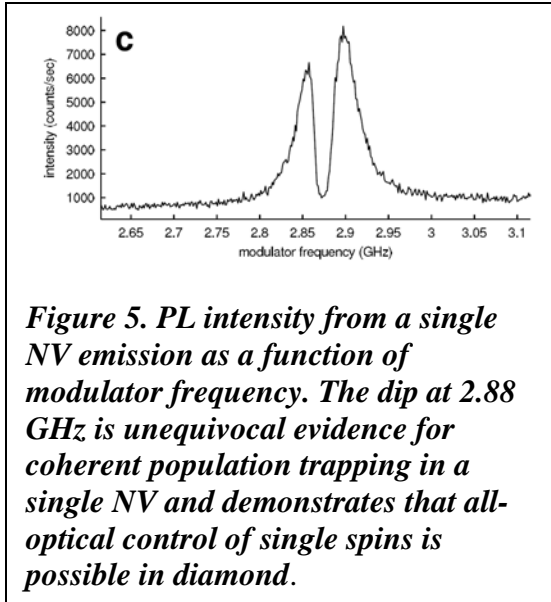 C
8000
7000
6000
5000
4000
3000
2000
1000
intensity (counts/sec)
2.65 2.7 2.75 2.8 2.85 2.9 2.95 3 3.05 3.1
modulator frequency (GHz)
Figure 5. PL intensity from a single
NV emission as a function of
modulator frequency. The dip at 2.88
GHz is unequivocal evidence for
coherent population trapping in a
single NV and demonstrates that all-
optical control of single spins is
possible in diamond.